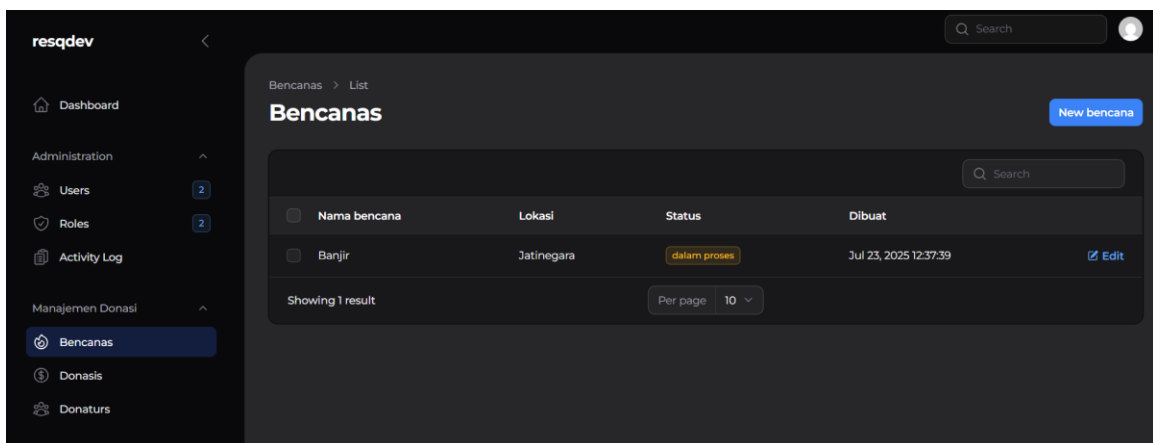 resqdev
Search
Dashboard
Administration
Users 2
Roles 2
Activity Log
Manajemen Donasi
Bencanas
Donasis
Donaturs
Bencanas > List
Bencanas
New bencana
Search
Nama bencana Lokasi Status Dibuat
Banjir Jatinegara dalam proses Jul 23, 2025 12:37:39 Edit
Showing 1 result Per page 10